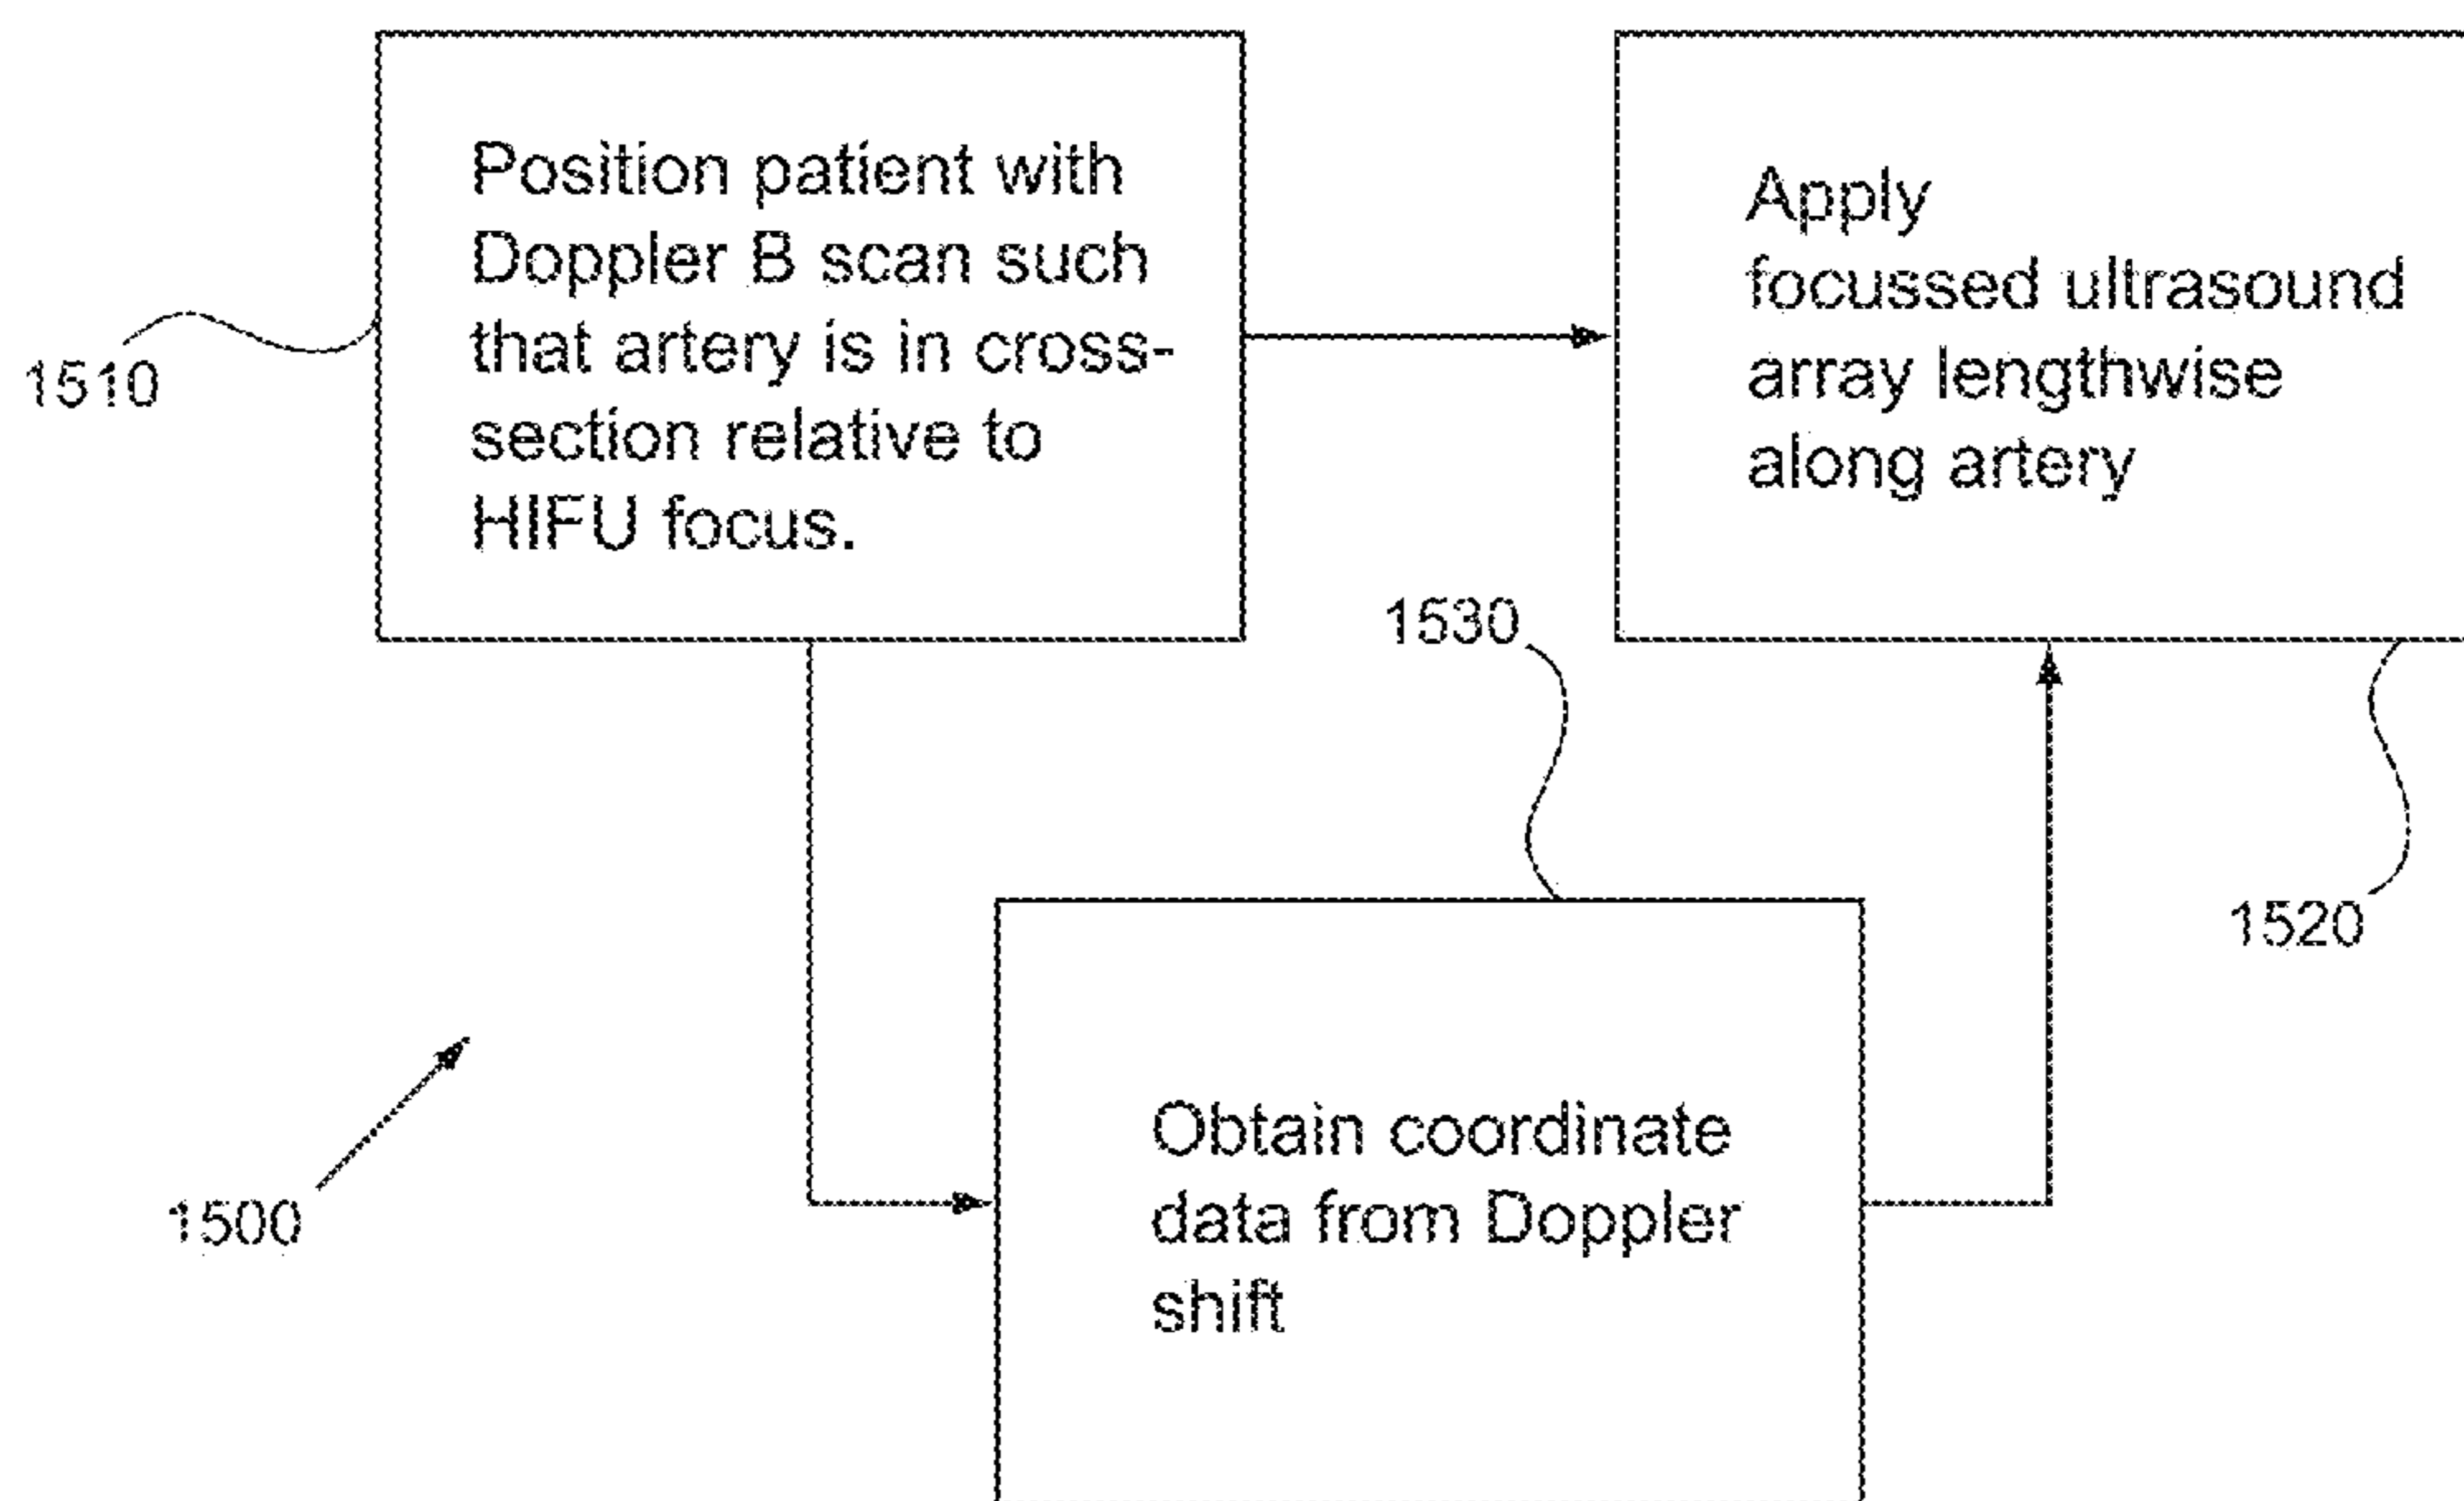 Position patient with
Doppler B scan such
that artery is in cross-
section relative to
HIFU focus.
Apply
focussed ultrasound
array lengthwise
along artery
1510
1530
1520
Obtain coordinate
data from Doppler
shift
1500